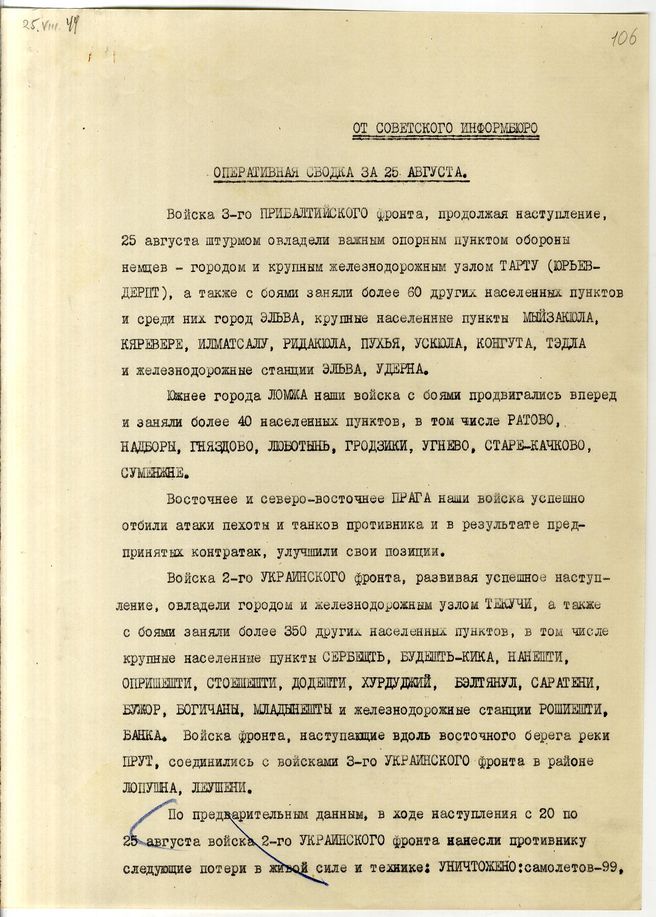 25.VIII.44
106
ОТ СОВЕТСКОГО ИНФОРМБЮРО
ОПЕРАТИВНАЯ СВОДКА ЗА 25 АВГУСТА.
Войска 3-го ПРИБАЛТИЙСКОГО фронта, продолжая наступление,
25 августа штурмом овладели важным опорным пунктом обороны
немцев - городом и крупным железнодорожным узлом ТАРТУ (ЮРЬЕВ-
ДЕРПТ), а также с боями заняли более 60 других населенных пунктов
и среди них город ЭЛЬВА, крупные населенные пункты МЫЙЗАКЮЛА,
КЯРЕВЕРЕ, ИЛМАТСАЛУ, РИДАКЮЛА, ПУХЬЯ, УСКЮЛА, КОНГУТА, ТЭДЛА
и железнодорожные станции ЭЛЬВА, УДЕРНА.
Южнее города ЛОМЖА наши войска с боями продвигались вперед
и заняли более 40 населенных пунктов, в том числе РАТОВО,
НАДБОРЫ, ГНЯЗДОВО, ЛЮБОТЫНЬ, ГРОДЗИКИ, УГНЕВО, СТАРЕ-КАЧКОВО,
СУМЕНЖНЕ.
Восточнее и северо-восточнее ПРАГА наши войска успешно
отбили атаки пехоты и танков противника и в результате пред-
принятых контратак, улучшили свои позиции.
Войска 2-го УКРАИНСКОГО фронта, развивая успешное наступ-
ление, овладели городом и железнодорожным узлом ТЕКУЧИ, а также
с боями заняли более 350 других населенных пунктов, в том числе
крупные населенные пункты СЕРБЕШТЬ, БУДЕШТЬ-КИКА, НАНЕШТИ,
ОПРИШЕШТИ, СТОЕШЕШТИ, ДОДЕШТИ, ХУРДУДЖИЙ, БЭЛТЯНУЛ, САРАТЕНИ,
БУЖОР, БОГИЧАНЫ, МЛАДЫНЕШТЫ и железнодорожные станции РОШИЕШТИ,
БАНКА. Войска фронта, наступающие вдоль восточного берега реки
ПРУТ, соединились с войсками 3-го УКРАИНСКОГО фронта в районе
ЛОПУШНА, ЛЕУШЕНИ.
По предварительным данным, в ходе наступления с 20 по
25 августа войска 2-го УКРАИНСКОГО фронта нанесли противнику
следующие потери в живой силе и технике: УНИЧТОЖЕНО:самолетов-99,